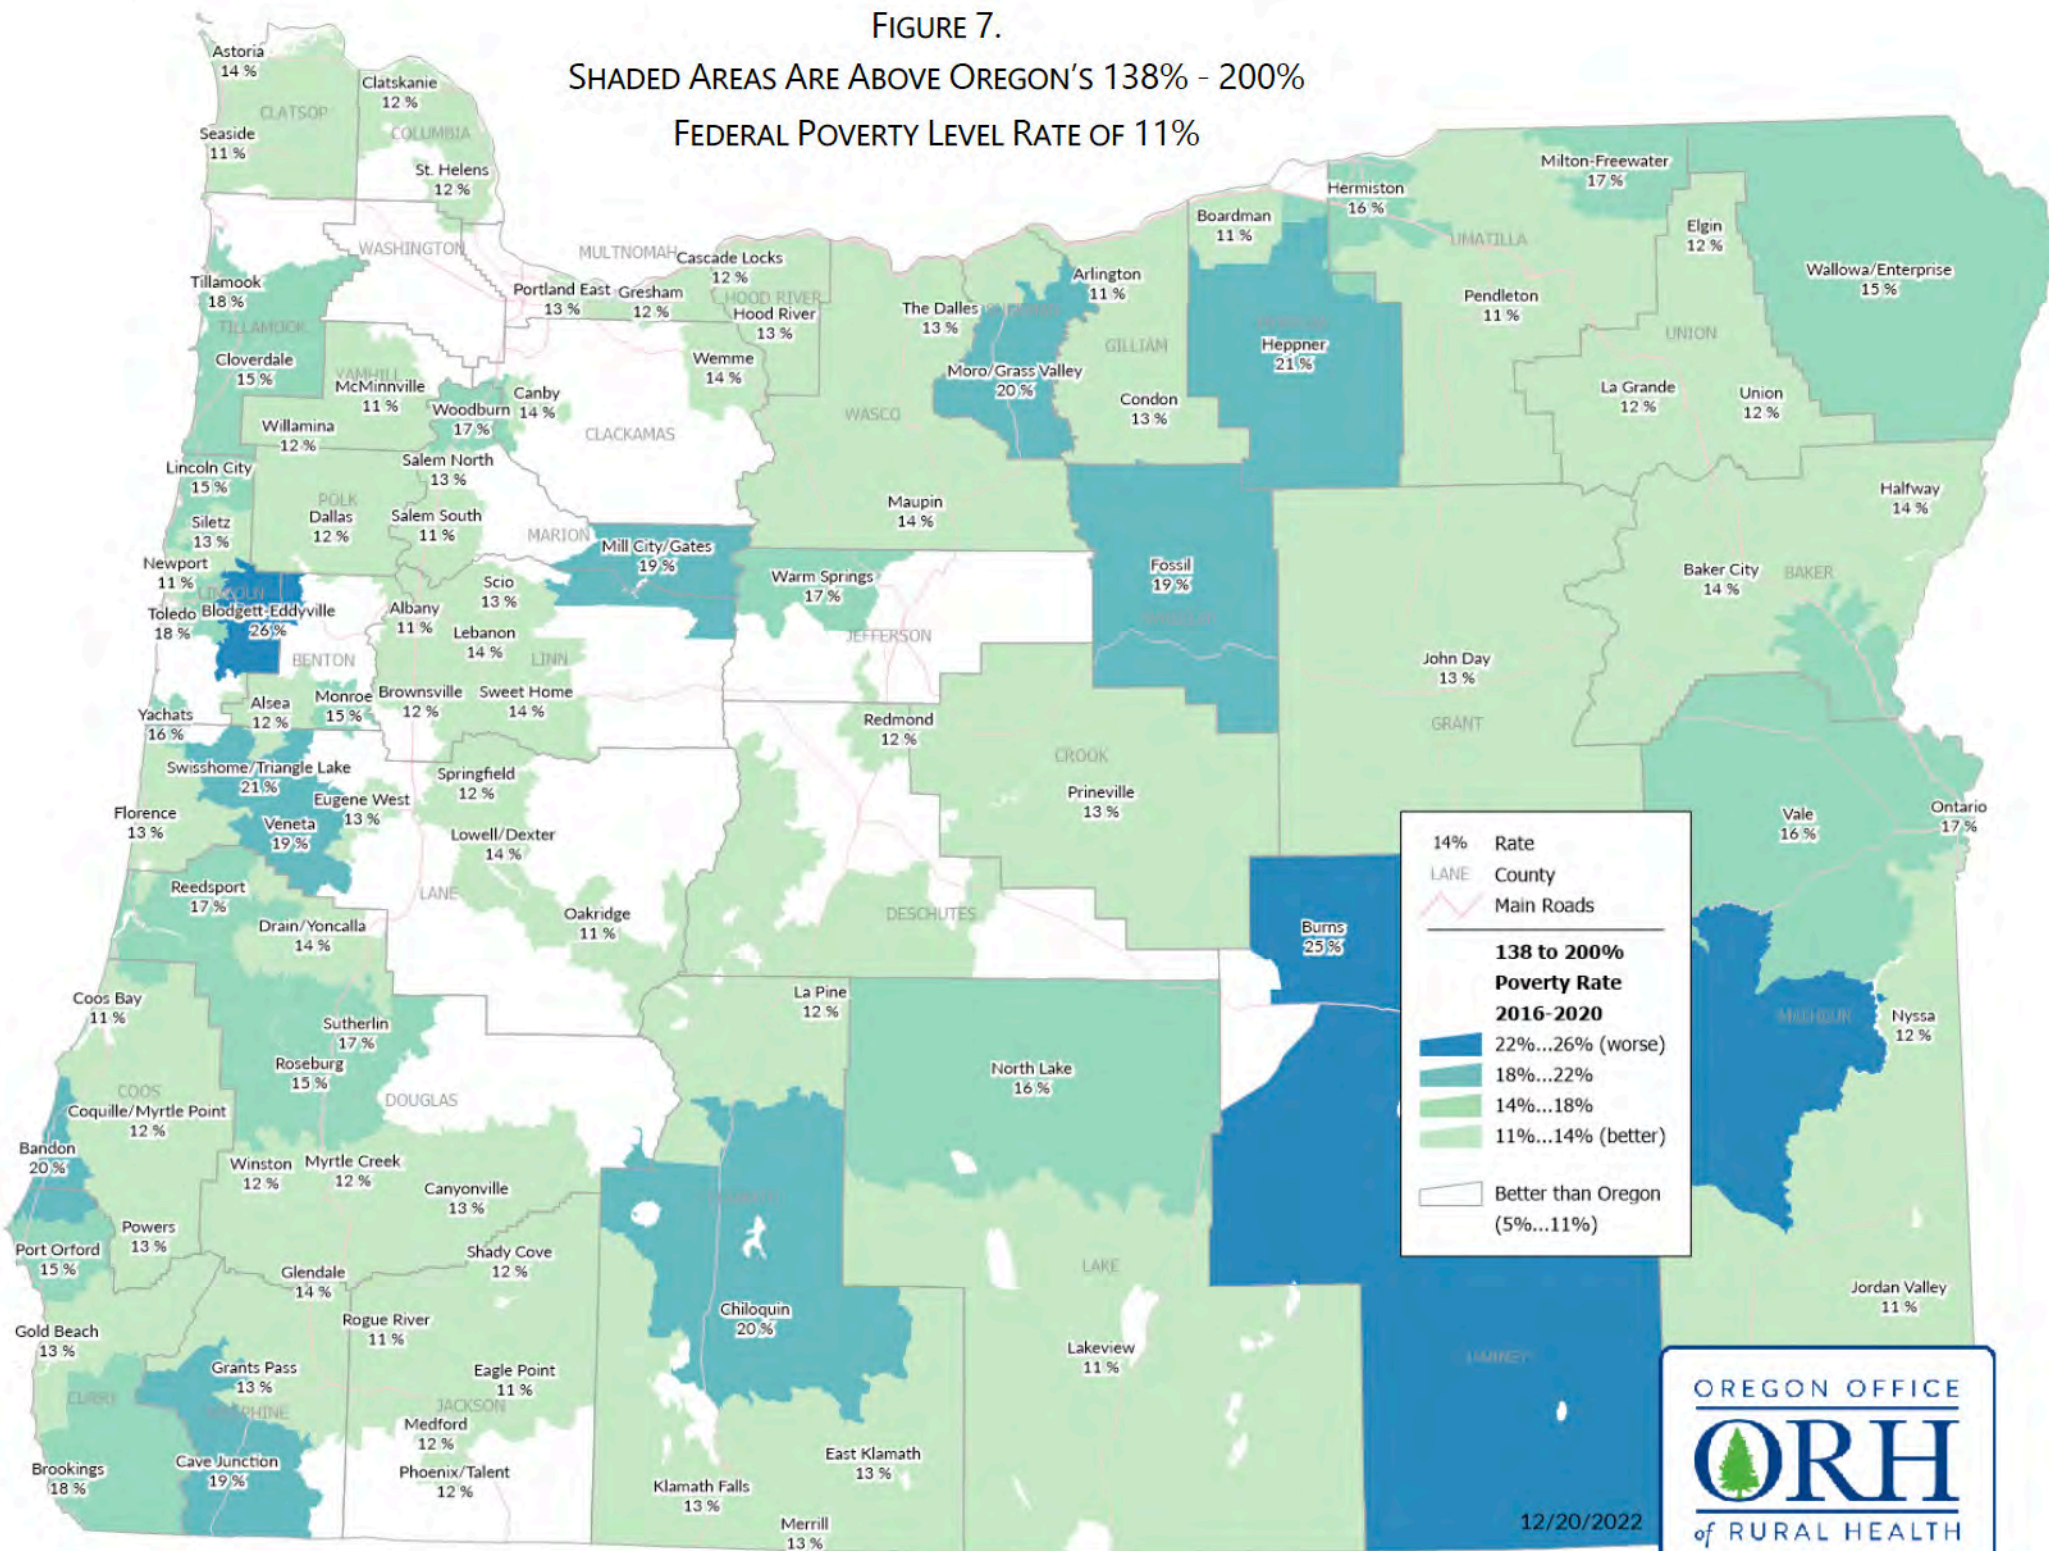 FIGURE 7.
SHADED AREAS ARE ABOVE OREGON'S 138% - 200%
FEDERAL POVERTY LEVEL RATE OF 11%
Astoria
14 %
CLATSOP
Seaside
11 %
Clatskanie
12 %
COLUMBIA
St. Helens
12 %
WASHINGTON
MULTNOMAH
Portland East
13 %
Gresham
12 %
Cascade Locks
12 %
HOOD RIVER
Hood River
13 %
Wemme
14 %
The Dalles
13 %
Moro/Grass Valley
20 %
WASCO
Maupin
14 %
Arlington
11 %
GILLIAM
Condon
13 %
Boardman
11 %
Heppner
21 %
Hermiston
16 %
Milton-Freewater
17 %
UMATILLA
Pendleton
11 %
Elgin
12 %
UNION
La Grande
12 %
Union
12 %
Wallowa/Enterprise
15 %
Halfway
14 %
Baker City
14 %
BAKER
Tillamook
18 %
TILLAMOOK
Cloverdale
15 %
YAMHILL
McMinnville
11 %
Willamina
12 %
Woodburn
17 %
Canby
14 %
CLACKAMAS
Lincoln City
15 %
Siletz
13 %
Newport
11 %
LINCOLN
Toledo
18 %
Blodgett-Eddyville
26 %
POLK
Dallas
12 %
Salem North
13 %
Salem South
11 %
MARION
Mill City/Gates
19 %
Warm Springs
17 %
JEFFERSON
Fossil
19 %
John Day
13 %
GRANT
Scio
13 %
Albany
11 %
Lebanon
14 %
LINN
BENTON
Alsea
12 %
Monroe
15 %
Brownsville
12 %
Sweet Home
14 %
Yachats
16 %
Swisshome/Triangle Lake
21 %
Florence
13 %
Veneta
19 %
Eugene West
13 %
Springfield
12 %
Lowell/Dexter
14 %
LANE
Oakridge
11 %
Redmond
12 %
CROOK
Prineville
13 %
DESCHUTES
Reedsport
17 %
Drain/Yoncalla
14 %
Coos Bay
11 %
COOS
Coquille/Myrtle Point
12 %
Bandon
20 %
Sutherlin
17 %
Roseburg
15 %
DOUGLAS
La Pine
12 %
North Lake
16 %
Burns
25 %
Vale
16 %
Ontario
17 %
MALHEUR
Nyssa
12 %
Jordan Valley
11 %
Winston
12 %
Myrtle Creek
12 %
Canyonville
13 %
Powers
13 %
Port Orford
15 %
Gold Beach
13 %
Glendale
14 %
Shady Cove
12 %
Rogue River
11 %
Grants Pass
13 %
Eagle Point
11 %
JACKSON
Medford
12 %
Phoenix/Talent
12 %
CURRY
Brookings
18 %
Cave Junction
19 %
Chiloquin
20 %
LAKE
Lakeview
11 %
East Klamath
13 %
Klamath Falls
13 %
Merrill
13 %
HARNEY
14% Rate
LANE County
Main Roads
138 to 200%
Poverty Rate
2016-2020
22%...26% (worse)
18%...22%
14%...18%
11%...14% (better)
Better than Oregon
(5%...11%)
12/20/2022
OREGON OFFICE
ORH
of RURAL HEALTH